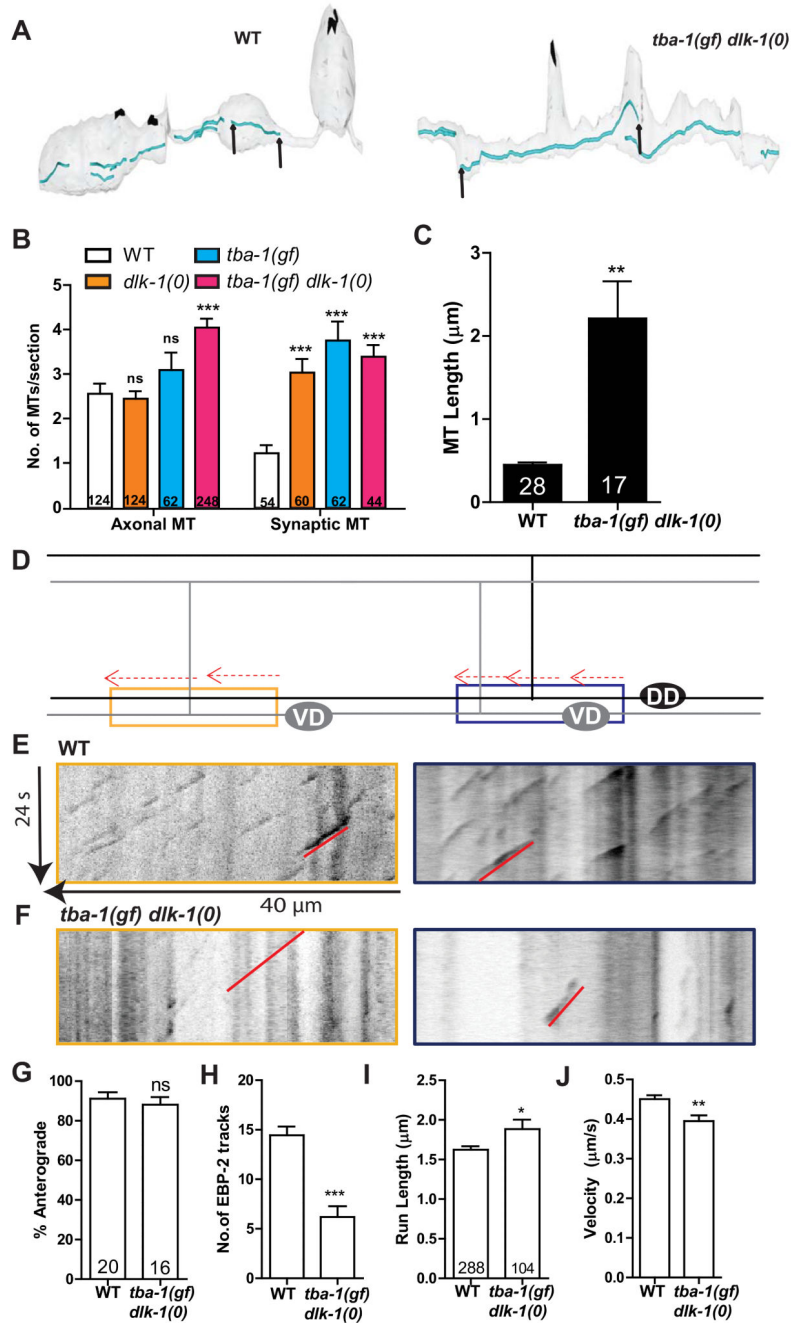 A
WT
tba-1(gf) dlk-1(0)
B
WT
tba-1(gf)
dlk-1(0)
tba-1(gf) dlk-1(0)
No. of MTs/section
5
4
3
2
1
0
ns
ns
***
***
***
***
124
124
62
248
54
60
62
44
Axonal MT
Synaptic MT
C
MT Length (μm)
3
2
1
0
**
28
17
WT
tba-1(gf) dlk-1(0)
D
VD
VD
DD
E
WT
24 s
40 μm
F
tba-1(gf) dlk-1(0)
G
% Anterograde
100
80
60
40
20
0
ns
20
16
WT
tba-1(gf)
dlk-1(0)
H
No.of EBP-2 tracks
20
15
10
5
0
***
WT
tba-1(gf)
dlk-1(0)
I
Run Length (μm)
2.5
2.0
1.5
1.0
0.5
0.0
*
288
104
WT
tba-1(gf)
dlk-1(0)
J
Velocity (μm/s)
0.5
0.4
0.3
0.2
0.1
0
**
WT
tba-1(gf)
dlk-1(0)